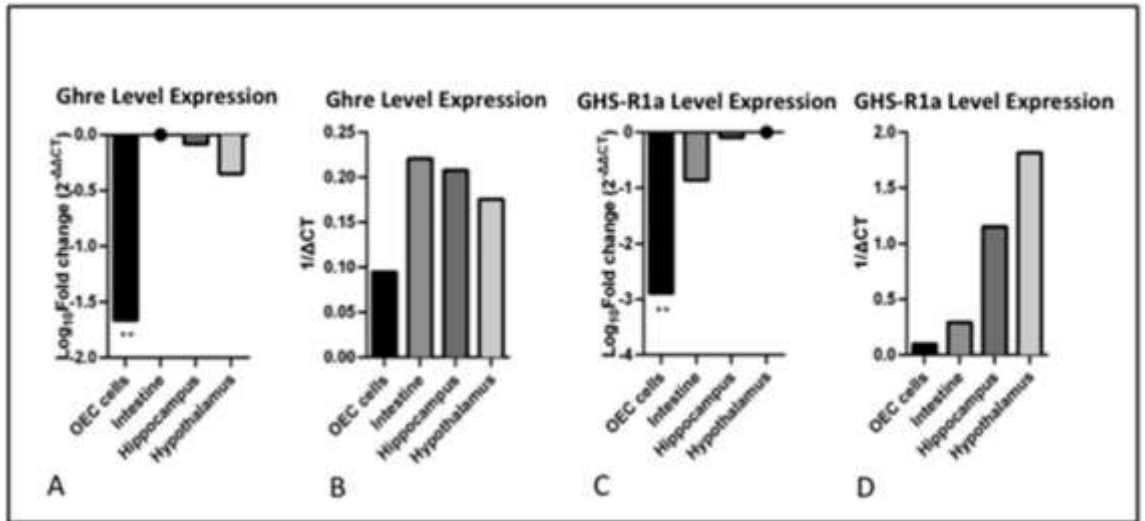 Ghre Level Expression
Log₁₀Fold change (2^-ΔΔCT)
0.0
-0.5
-1.0
-1.5
-2.0
**
OEC cells
Intestine
Hippocampus
Hypothalamus
A
Ghre Level Expression
1/ΔCT
0.25
0.20
0.15
0.10
0.05
0.00
OEC cells
Intestine
Hippocampus
Hypothalamus
B
GHS-R1a Level Expression
Log₁₀Fold change (2^-ΔΔCT)
0
-1
-2
-3
-4
**
OEC cells
Intestine
Hippocampus
Hypothalamus
C
GHS-R1a Level Expression
1/ΔCT
2.0
1.5
1.0
0.5
0.0
OEC cells
Intestine
Hippocampus
Hypothalamus
D